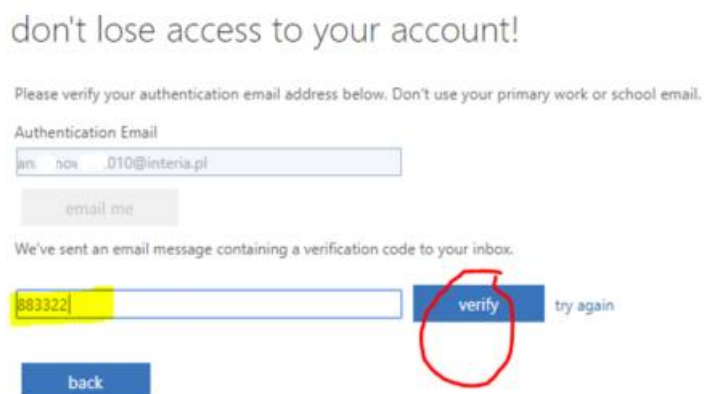 don't lose access to your account!
Please verify your authentication email address below. Don't use your primary work or school email.
Authentication Email
.010@interia.pl
email me
We've sent an email message containing a verification code to your inbox.
883322
verify try again
back